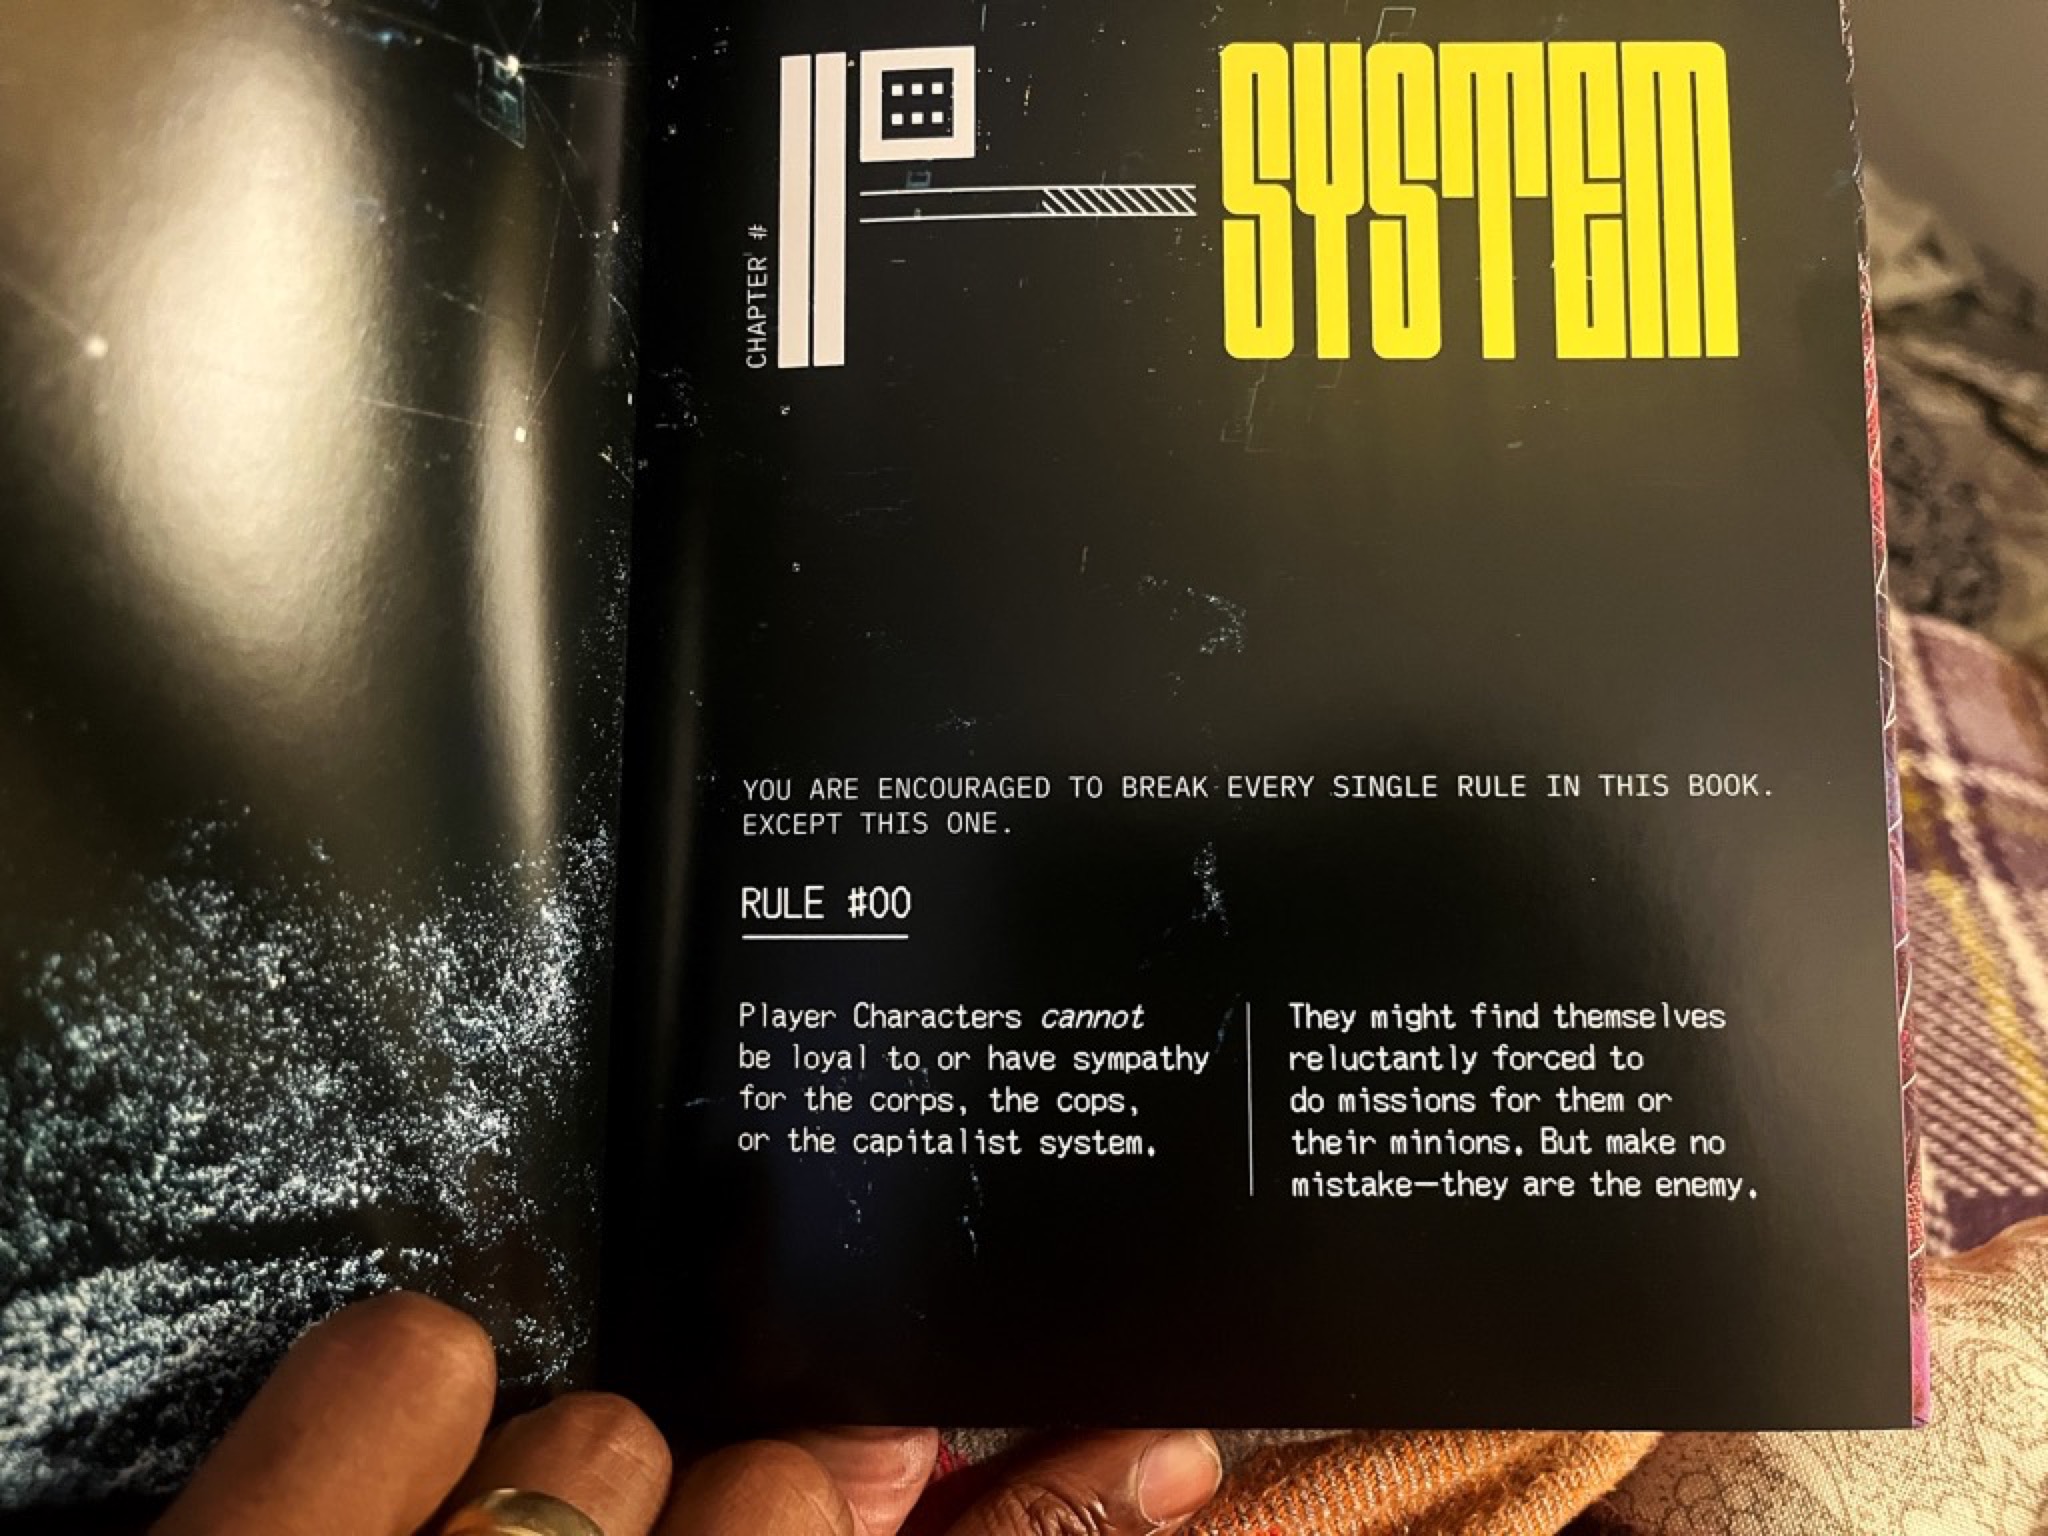 CHAPTER #
II
SYSTEM
YOU ARE ENCOURAGED TO BREAK EVERY SINGLE RULE IN THIS BOOK.
EXCEPT THIS ONE.
RULE #00
Player Characters cannot
be loyal to or have sympathy
for the corps, the cops,
or the capitalist system.
They might find themselves
reluctantly forced to
do missions for them or
their minions. But make no
mistake—they are the enemy.